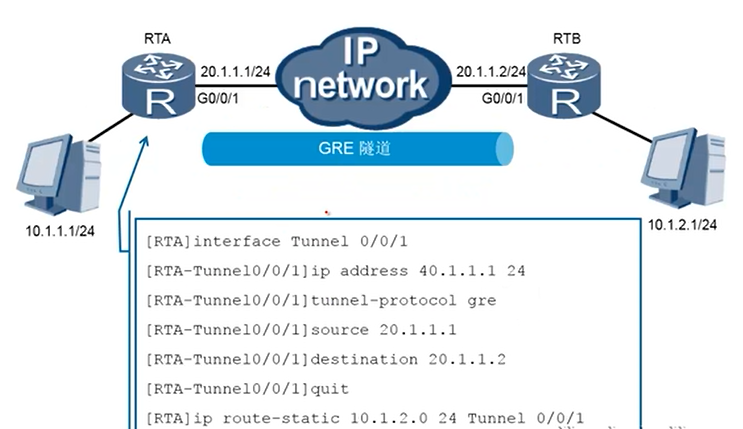 RTA
RTB
IP
network
20.1.1.1/24
20.1.1.2/24
G0/0/1
G0/0/1
R
R
GRE 隧道
10.1.1.1/24
10.1.2.1/24
[RTA]interface Tunnel 0/0/1
[RTA-Tunnel0/0/1]ip address 40.1.1.1 24
[RTA-Tunnel0/0/1]tunnel-protocol gre
[RTA-Tunnel0/0/1]source 20.1.1.1
[RTA-Tunnel0/0/1]destination 20.1.1.2
[RTA-Tunnel0/0/1]quit
[RTA]ip route-static 10.1.2.0 24 Tunnel 0/0/1